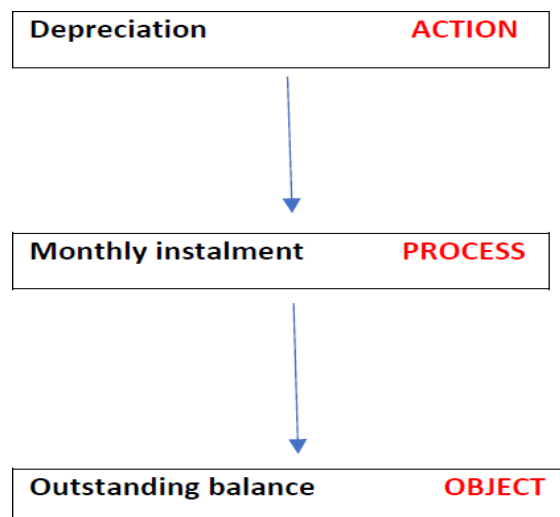 Depreciation ACTION
Monthly instalment PROCESS
Outstanding balance OBJECT